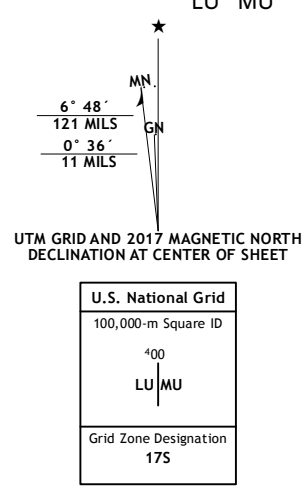 LU MU
★
MN
6° 48´
121 MILS
GN
0° 36´
11 MILS
UTM GRID AND 2017 MAGNETIC NORTH
DECLINATION AT CENTER OF SHEET
U.S. National Grid
100,000-m Square ID
⁴00
LU MU
Grid Zone Designation
17S